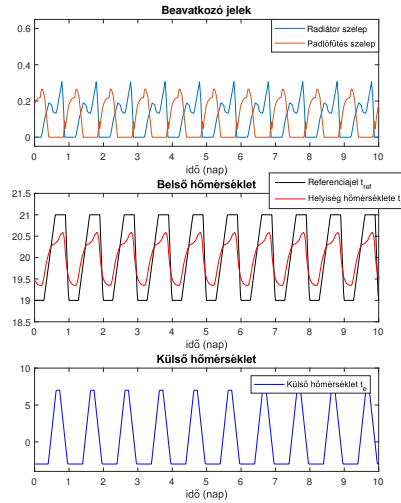 Beavatkozó jelek
Radiátor szelep
Padlófűtés szelep
0.6
0.4
0.2
0
0 1 2 3 4 5 6 7 8 9 10
idő (nap)
Belső hőmérséklet
Referenciajel t_ref
Helyiség hőmérséklete t
21.5
21
20.5
20
19.5
19
18.5
0 1 2 3 4 5 6 7 8 9 10
idő (nap)
Külső hőmérséklet
Külső hőmérséklet t_e
10
5
0
0 1 2 3 4 5 6 7 8 9 10
idő (nap)